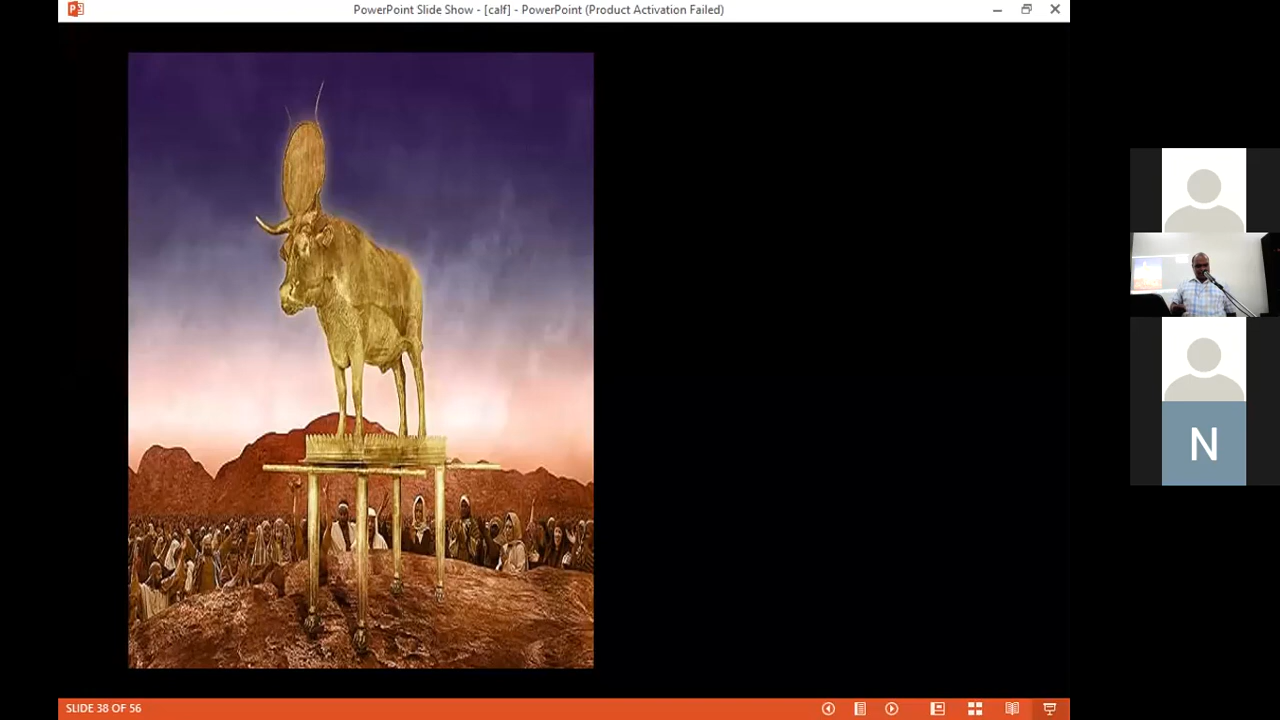 PowerPoint Slide Show - [calf] - PowerPoint (Product Activation Failed)
N
SLIDE 38 OF 56